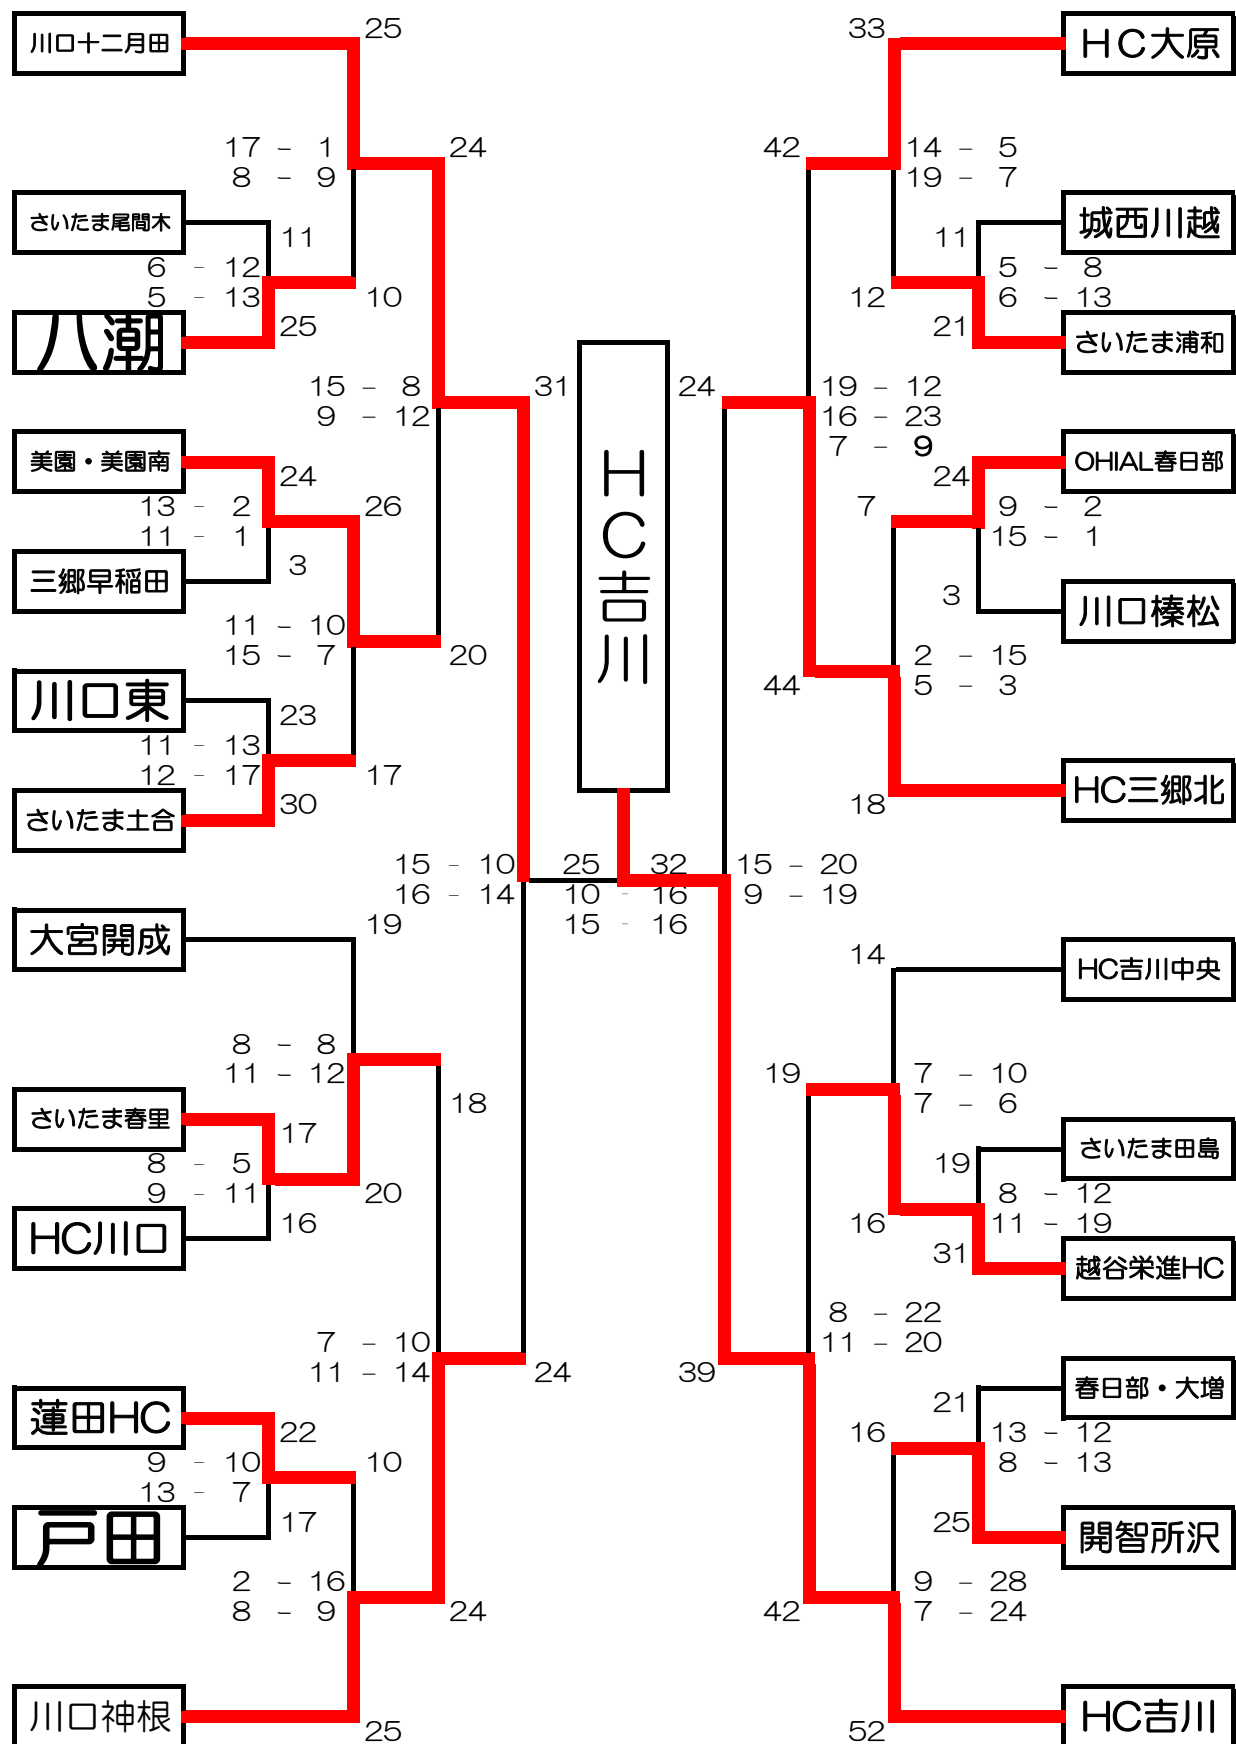 川口十二月田
25
17 - 1
8 - 9
24
さいたま尾間木
11
6 - 12
5 - 13
10
八潮
25
15 - 8
9 - 12
31
美園・美園南
24
13 - 2
11 - 1
26
三郷早稲田
3
11 - 10
15 - 7
20
川口東
23
11 - 13
12 - 17
17
さいたま土合
30
15 - 10
16 - 14
大宮開成
19
8 - 8
11 - 12
18
さいたま春里
17
8 - 5
9 - 11
20
HC川口
16
7 - 10
11 - 14
24
蓮田HC
22
9 - 10
13 - 7
10
戸田
17
2 - 16
8 - 9
24
川口神根
25
HC吉川
25 32
10 - 16
15 - 16
33
HC大原
42
14 - 5
19 - 7
城西川越
11
5 - 8
6 - 13
12
21
さいたま浦和
24
19 - 12
16 - 23
7 - 9
OHIAL春日部
24
7
9 - 2
15 - 1
3
川口榛松
2 - 15
5 - 3
44
18
HC三郷北
15 - 20
9 - 19
14
HC吉川中央
19
7 - 10
7 - 6
さいたま田島
19
8 - 12
11 - 19
16
31
越谷栄進HC
8 - 22
11 - 20
39
春日部・大増
21
16
13 - 12
8 - 13
25
開智所沢
9 - 28
7 - 24
42
52
HC吉川